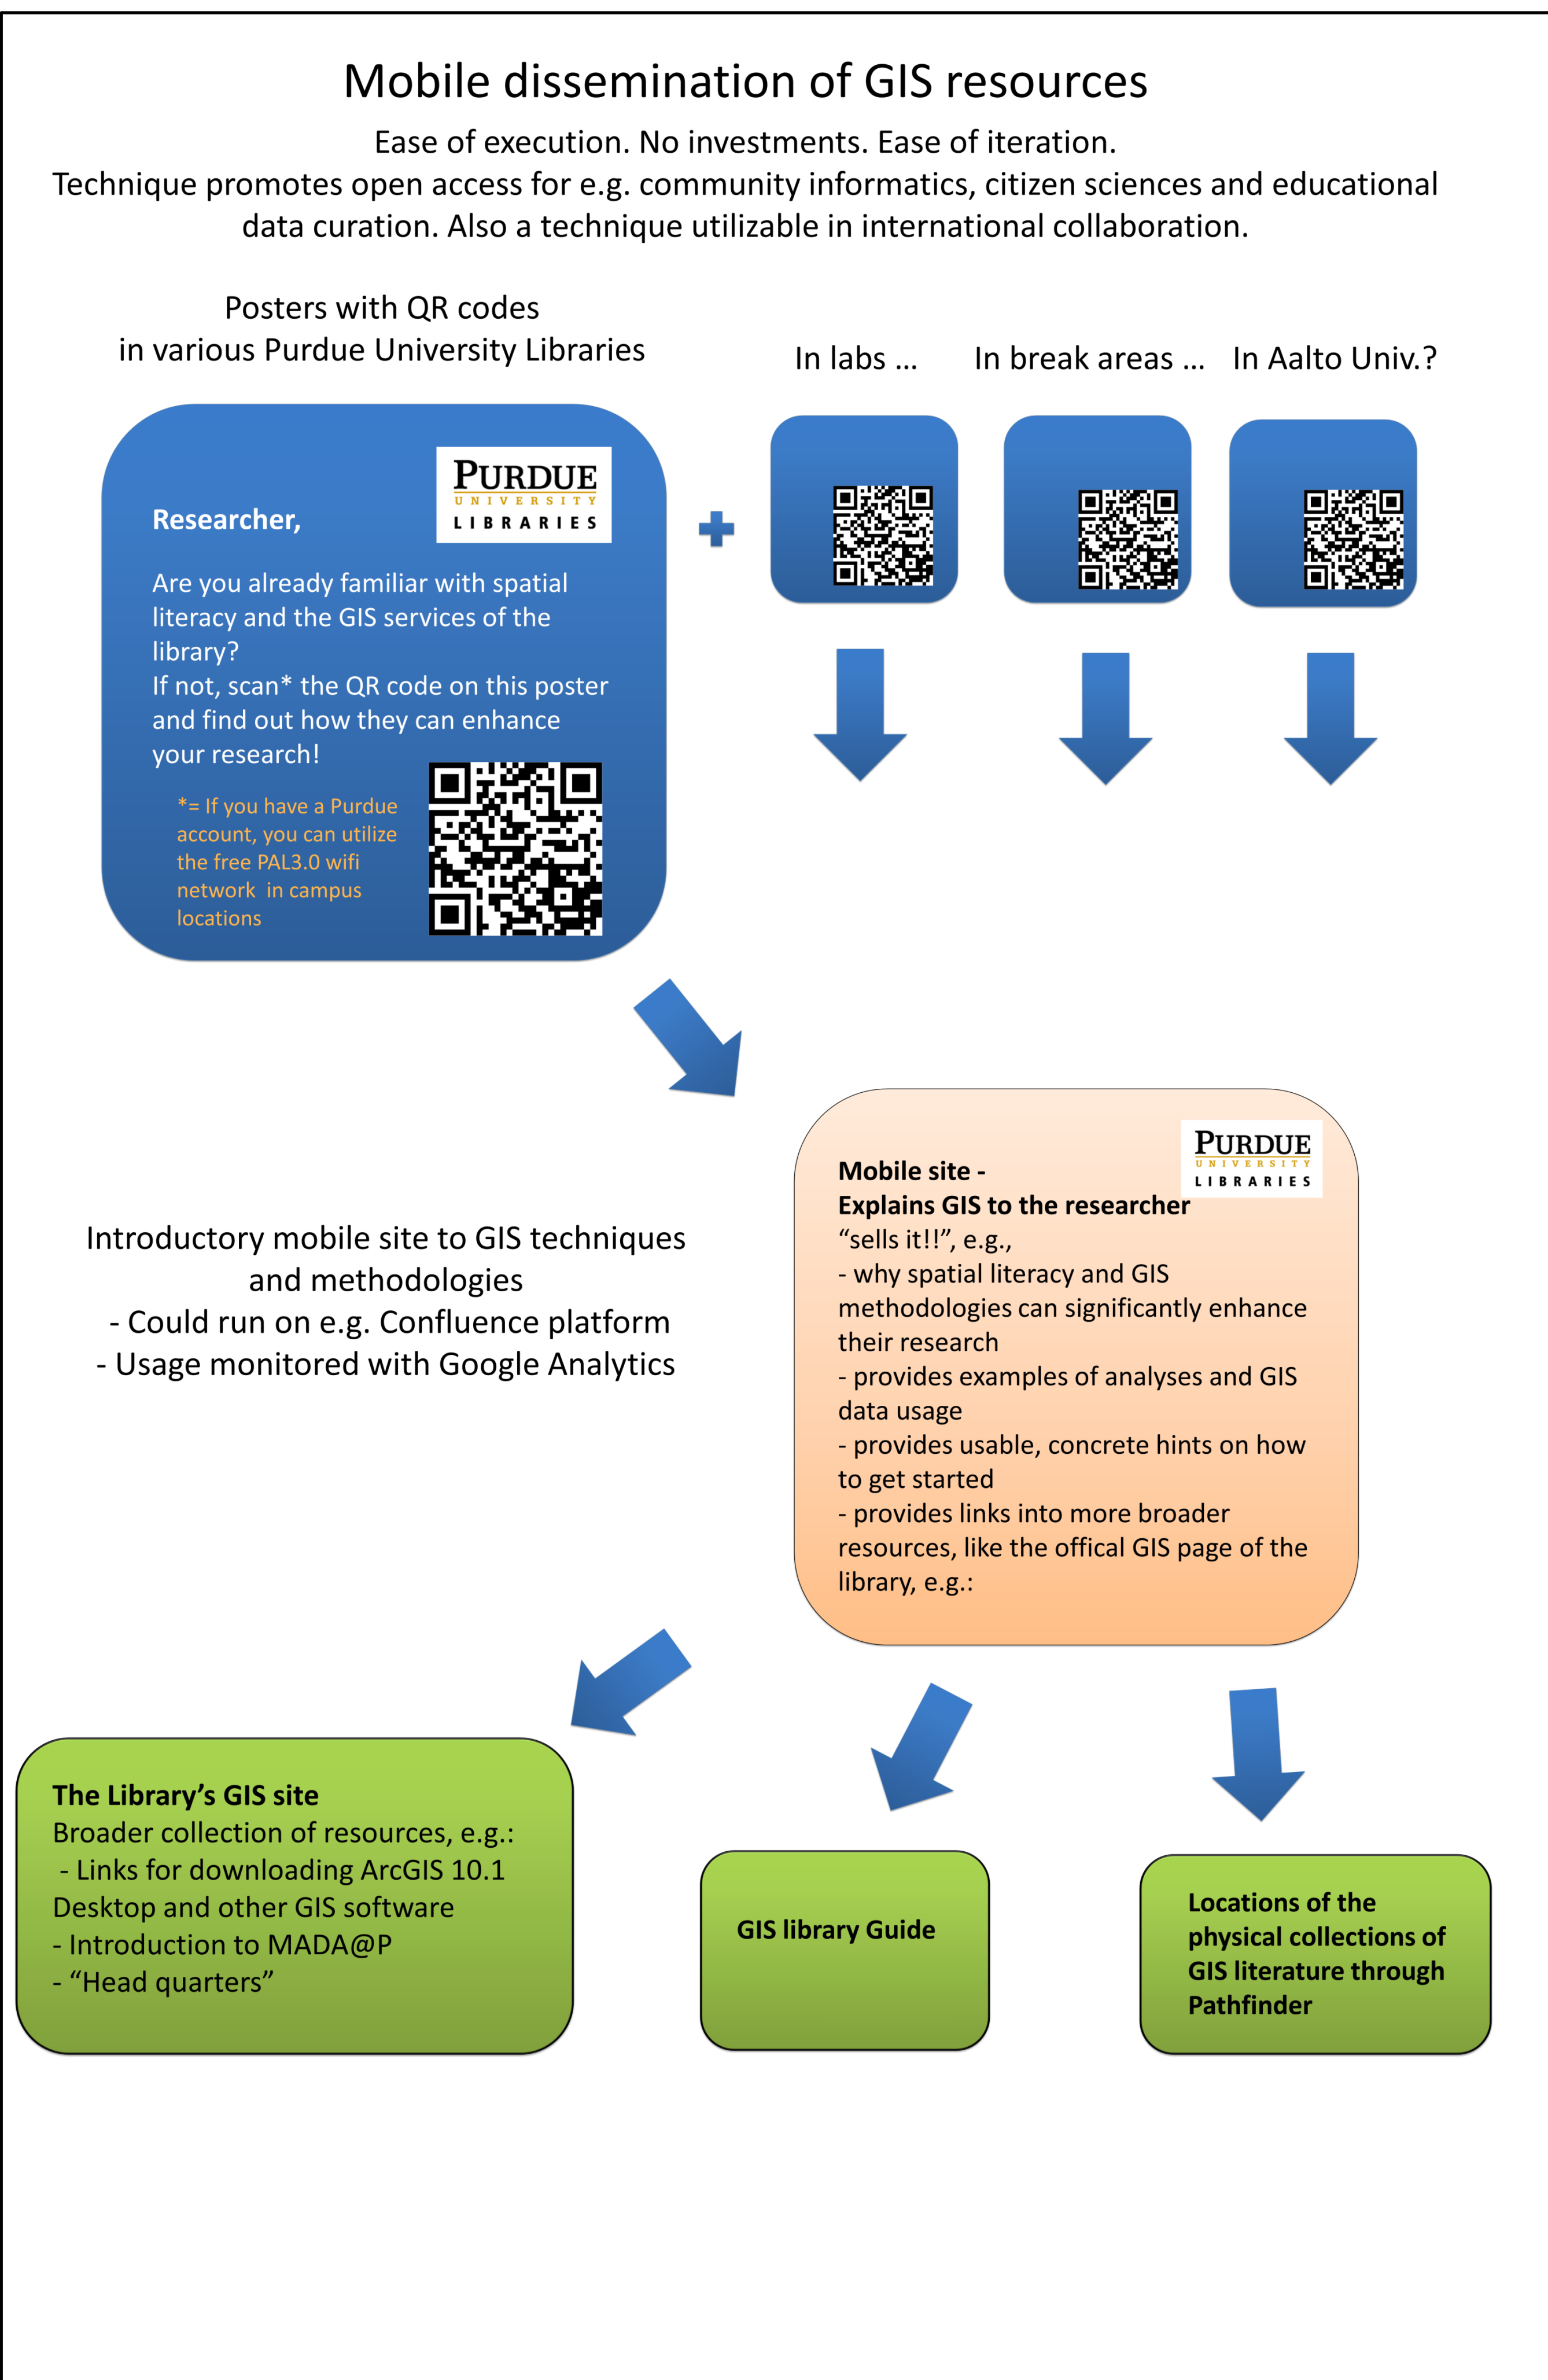 Mobile dissemination of GIS resources
Ease of execution. No investments. Ease of iteration.
Technique promotes open access for e.g. community informatics, citizen sciences and educational
data curation. Also a technique utilizable in international collaboration.
Posters with QR codes
in various Purdue University Libraries
In labs ...
In break areas ...
In Aalto Univ.?
PURDUE
UNIVERSITY
LIBRARIES
Researcher,
Are you already familiar with spatial
literacy and the GIS services of the
library?
If not, scan* the QR code on this poster
and find out how they can enhance
your research!
*= If you have a Purdue
account, you can utilize
the free PAL3.0 wifi
network in campus
locations
PURDUE
UNIVERSITY
LIBRARIES
Mobile site -
Explains GIS to the researcher
“sells it!!”, e.g.,
- why spatial literacy and GIS
methodologies can significantly enhance
their research
- provides examples of analyses and GIS
data usage
- provides usable, concrete hints on how
to get started
- provides links into more broader
resources, like the offical GIS page of the
library, e.g.:
Introductory mobile site to GIS techniques
and methodologies
- Could run on e.g. Confluence platform
- Usage monitored with Google Analytics
The Library’s GIS site
Broader collection of resources, e.g.:
- Links for downloading ArcGIS 10.1
Desktop and other GIS software
- Introduction to MADA@P
- “Head quarters”
GIS library Guide
Locations of the
physical collections of
GIS literature through
Pathfinder